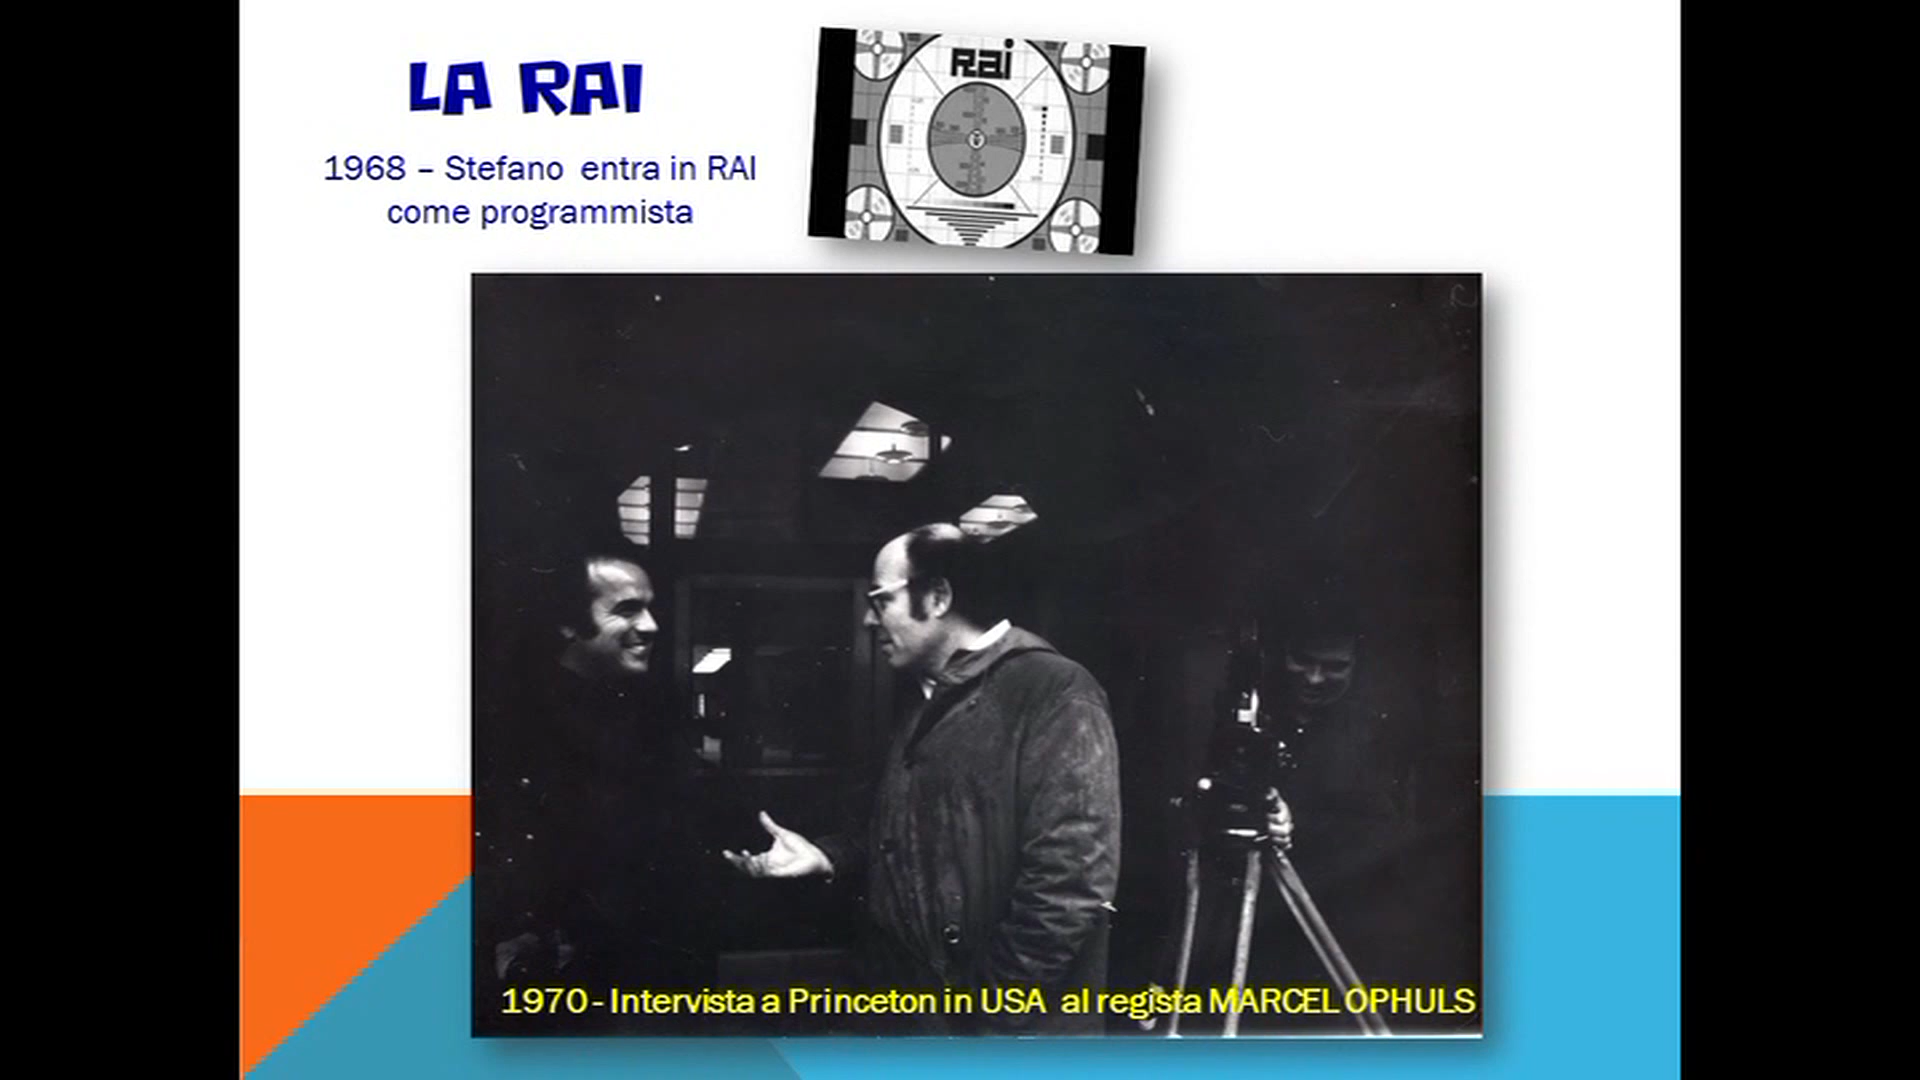 LA RAI
Rai
1968 – Stefano entra in RAI
come programmista
1970 - Intervista a Princeton in USA al regista MARCEL OPHULS